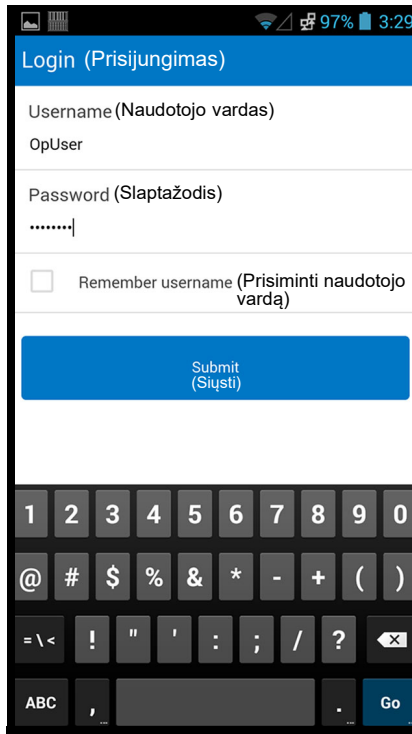 97% 3:29
Login (Prisijungimas)
Username (Naudotojo vardas)
OpUser
Password (Slaptažodis)
••••••••
Remember username (Prisiminti naudotojo
vardą)
Submit
(Siųsti)
1 2 3 4 5 6 7 8 9 0
@ # $ % & * - + ( )
= \ < ! " ' : ; / ?
ABC , ... . ... Go ...